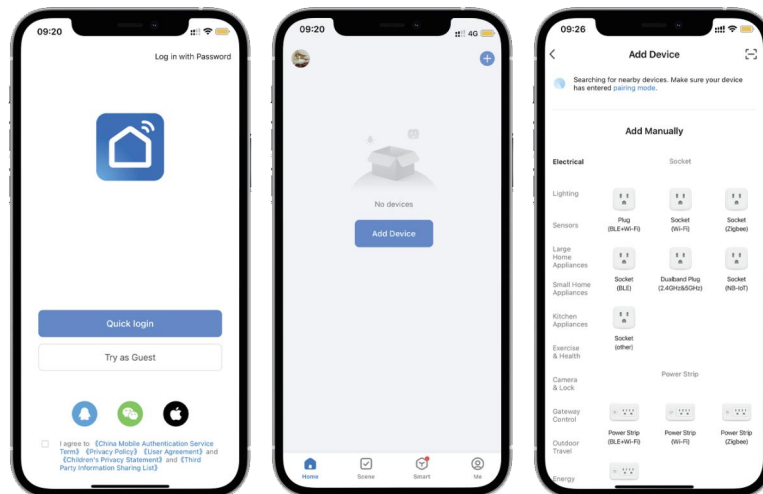 09:20
Log in with Password
Quick login
Try as Guest
I agree to 《China Mobile Authentication Service
Term》 《Privacy Policy》 《User Agreement》 and
《Children's Privacy Statement》 and 《Third
Party Information Sharing List》
09:20
4G
No devices
Add Device
Home
Scene
Smart
Me
09:26
Add Device
Searching for nearby devices. Make sure your device
has entered pairing mode.
Add Manually
Electrical
Lighting
Sensors
Large
Home
Appliances
Small Home
Appliances
Kitchen
Appliances
Exercise
& Health
Camera
& Lock
Gateway
Control
Outdoor
Travel
Energy
Socket
Plug
(BLE+Wi-Fi)
Socket
(Wi-Fi)
Socket
(Zigbee)
Socket
(BLE)
Dualband Plug
(2.4GHz&5GHz)
Socket
(NB-IoT)
Socket
(other)
Power Strip
Power Strip
(BLE+Wi-Fi)
Power Strip
(Wi-Fi)
Power Strip
(Zigbee)